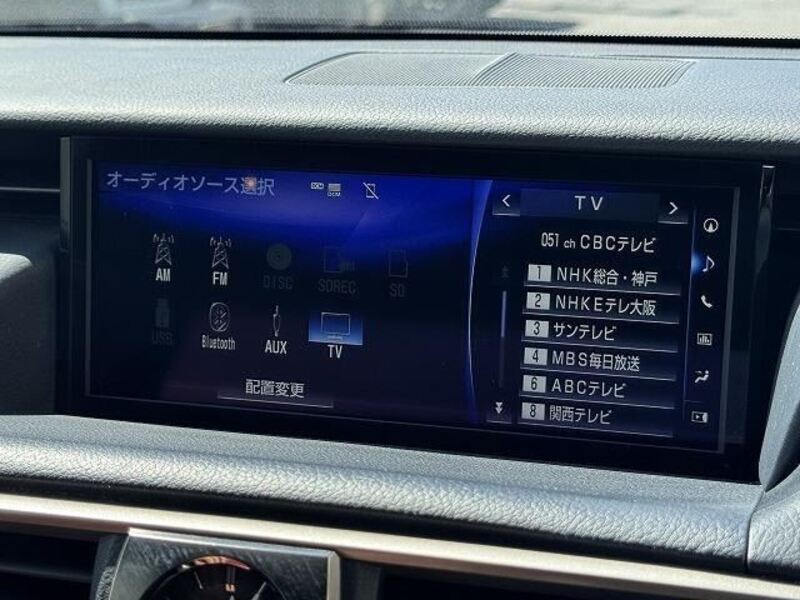 オーディオソース選択
DCM
DCM
AM
FM
DISC
SDREC
SD
USB
Bluetooth
AUX
TV
配置変更
TV
051 ch CBCテレビ
1 NHK総合・神戸
2 NHKEテレ大阪
3 サンテレビ
4 MBS毎日放送
6 ABCテレビ
8 関西テレビ